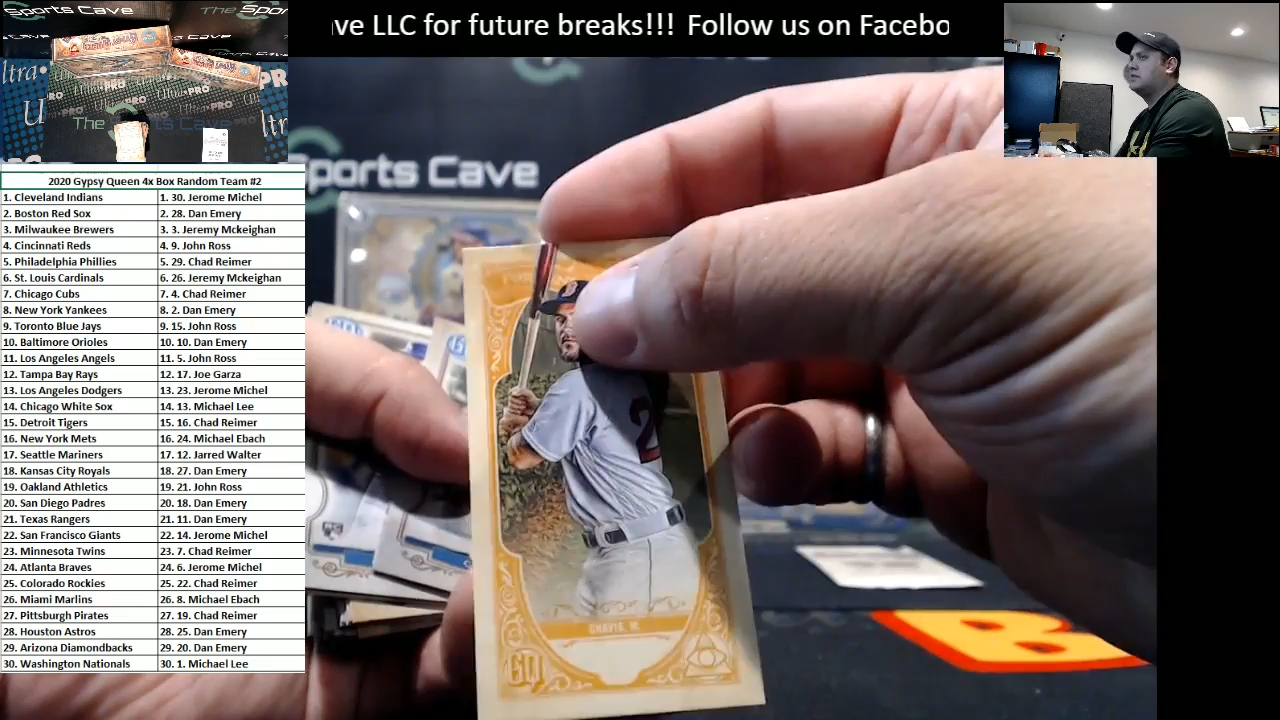 ve LLC for future breaks!!! Follow us on Facebo
The Spor
ltra
PRO
The ts Cave
ltr
Sports Cave
2020 Gypsy Queen 4x Box Random Team #2
1. Cleveland Indians 1. 30. Jerome Michel
2. Boston Red Sox 2. 28. Dan Emery
3. Milwaukee Brewers 3. 3. Jeremy Mckeighan
4. Cincinnati Reds 4. 9. John Ross
5. Philadelphia Phillies 5. 29. Chad Reimer
6. St. Louis Cardinals 6. 26. Jeremy Mckeighan
7. Chicago Cubs 7. 4. Chad Reimer
8. New York Yankees 8. 2. Dan Emery
9. Toronto Blue Jays 9. 15. John Ross
10. Baltimore Orioles 10. 10. Dan Emery
11. Los Angeles Angels 11. 5. John Ross
12. Tampa Bay Rays 12. 17. Joe Garza
13. Los Angeles Dodgers 13. 23. Jerome Michel
14. Chicago White Sox 14. 13. Michael Lee
15. Detroit Tigers 15. 16. Chad Reimer
16. New York Mets 16. 24. Michael Ebach
17. Seattle Mariners 17. 12. Jarred Walter
18. Kansas City Royals 18. 27. Dan Emery
19. Oakland Athletics 19. 21. John Ross
20. San Diego Padres 20. 18. Dan Emery
21. Texas Rangers 21. 11. Dan Emery
22. San Francisco Giants 22. 14. Jerome Michel
23. Minnesota Twins 23. 7. Chad Reimer
24. Atlanta Braves 24. 6. Jerome Michel
25. Colorado Rockies 25. 22. Chad Reimer
26. Miami Marlins 26. 8. Michael Ebach
27. Pittsburgh Pirates 27. 19. Chad Reimer
28. Houston Astros 28. 25. Dan Emery
29. Arizona Diamondbacks 29. 20. Dan Emery
30. Washington Nationals 30. 1. Michael Lee
2
CHAVIS, M.
GQ